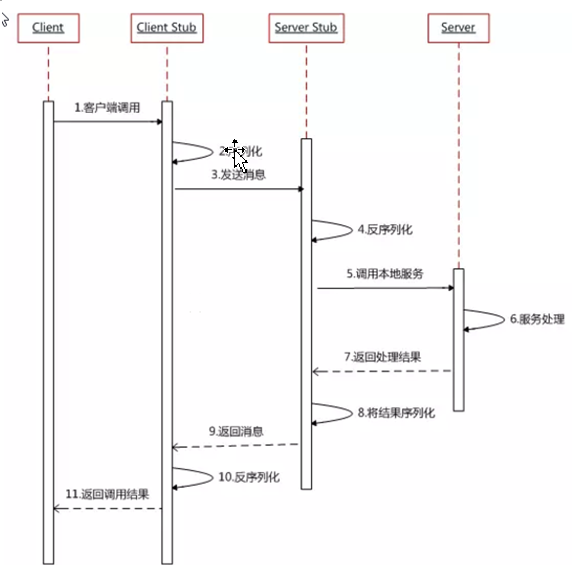 Client
Client Stub
Server Stub
Server
1.客户端调用
2.序列化
3.发送消息
4.反序列化
5.调用本地服务
6.服务处理
7.返回处理结果
8.将结果序列化
9.返回消息
10.反序列化
11.返回调用结果